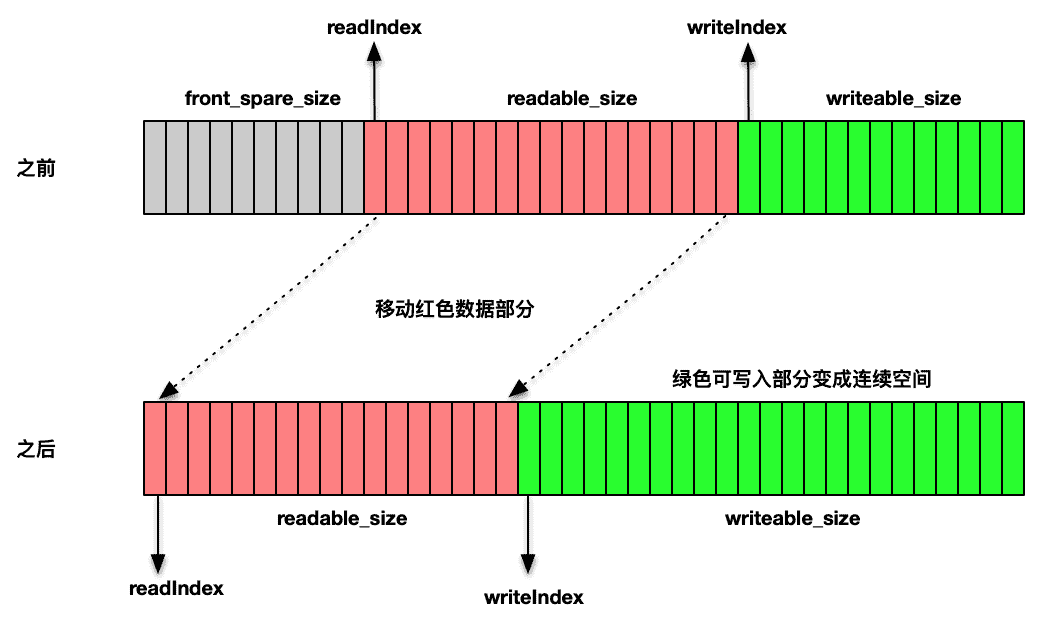 readIndex
writeIndex
front_spare_size
readable_size
writeable_size
之前
移动红色数据部分
绿色可写入部分变成连续空间
之后
readable_size
writeable_size
readIndex
writeIndex